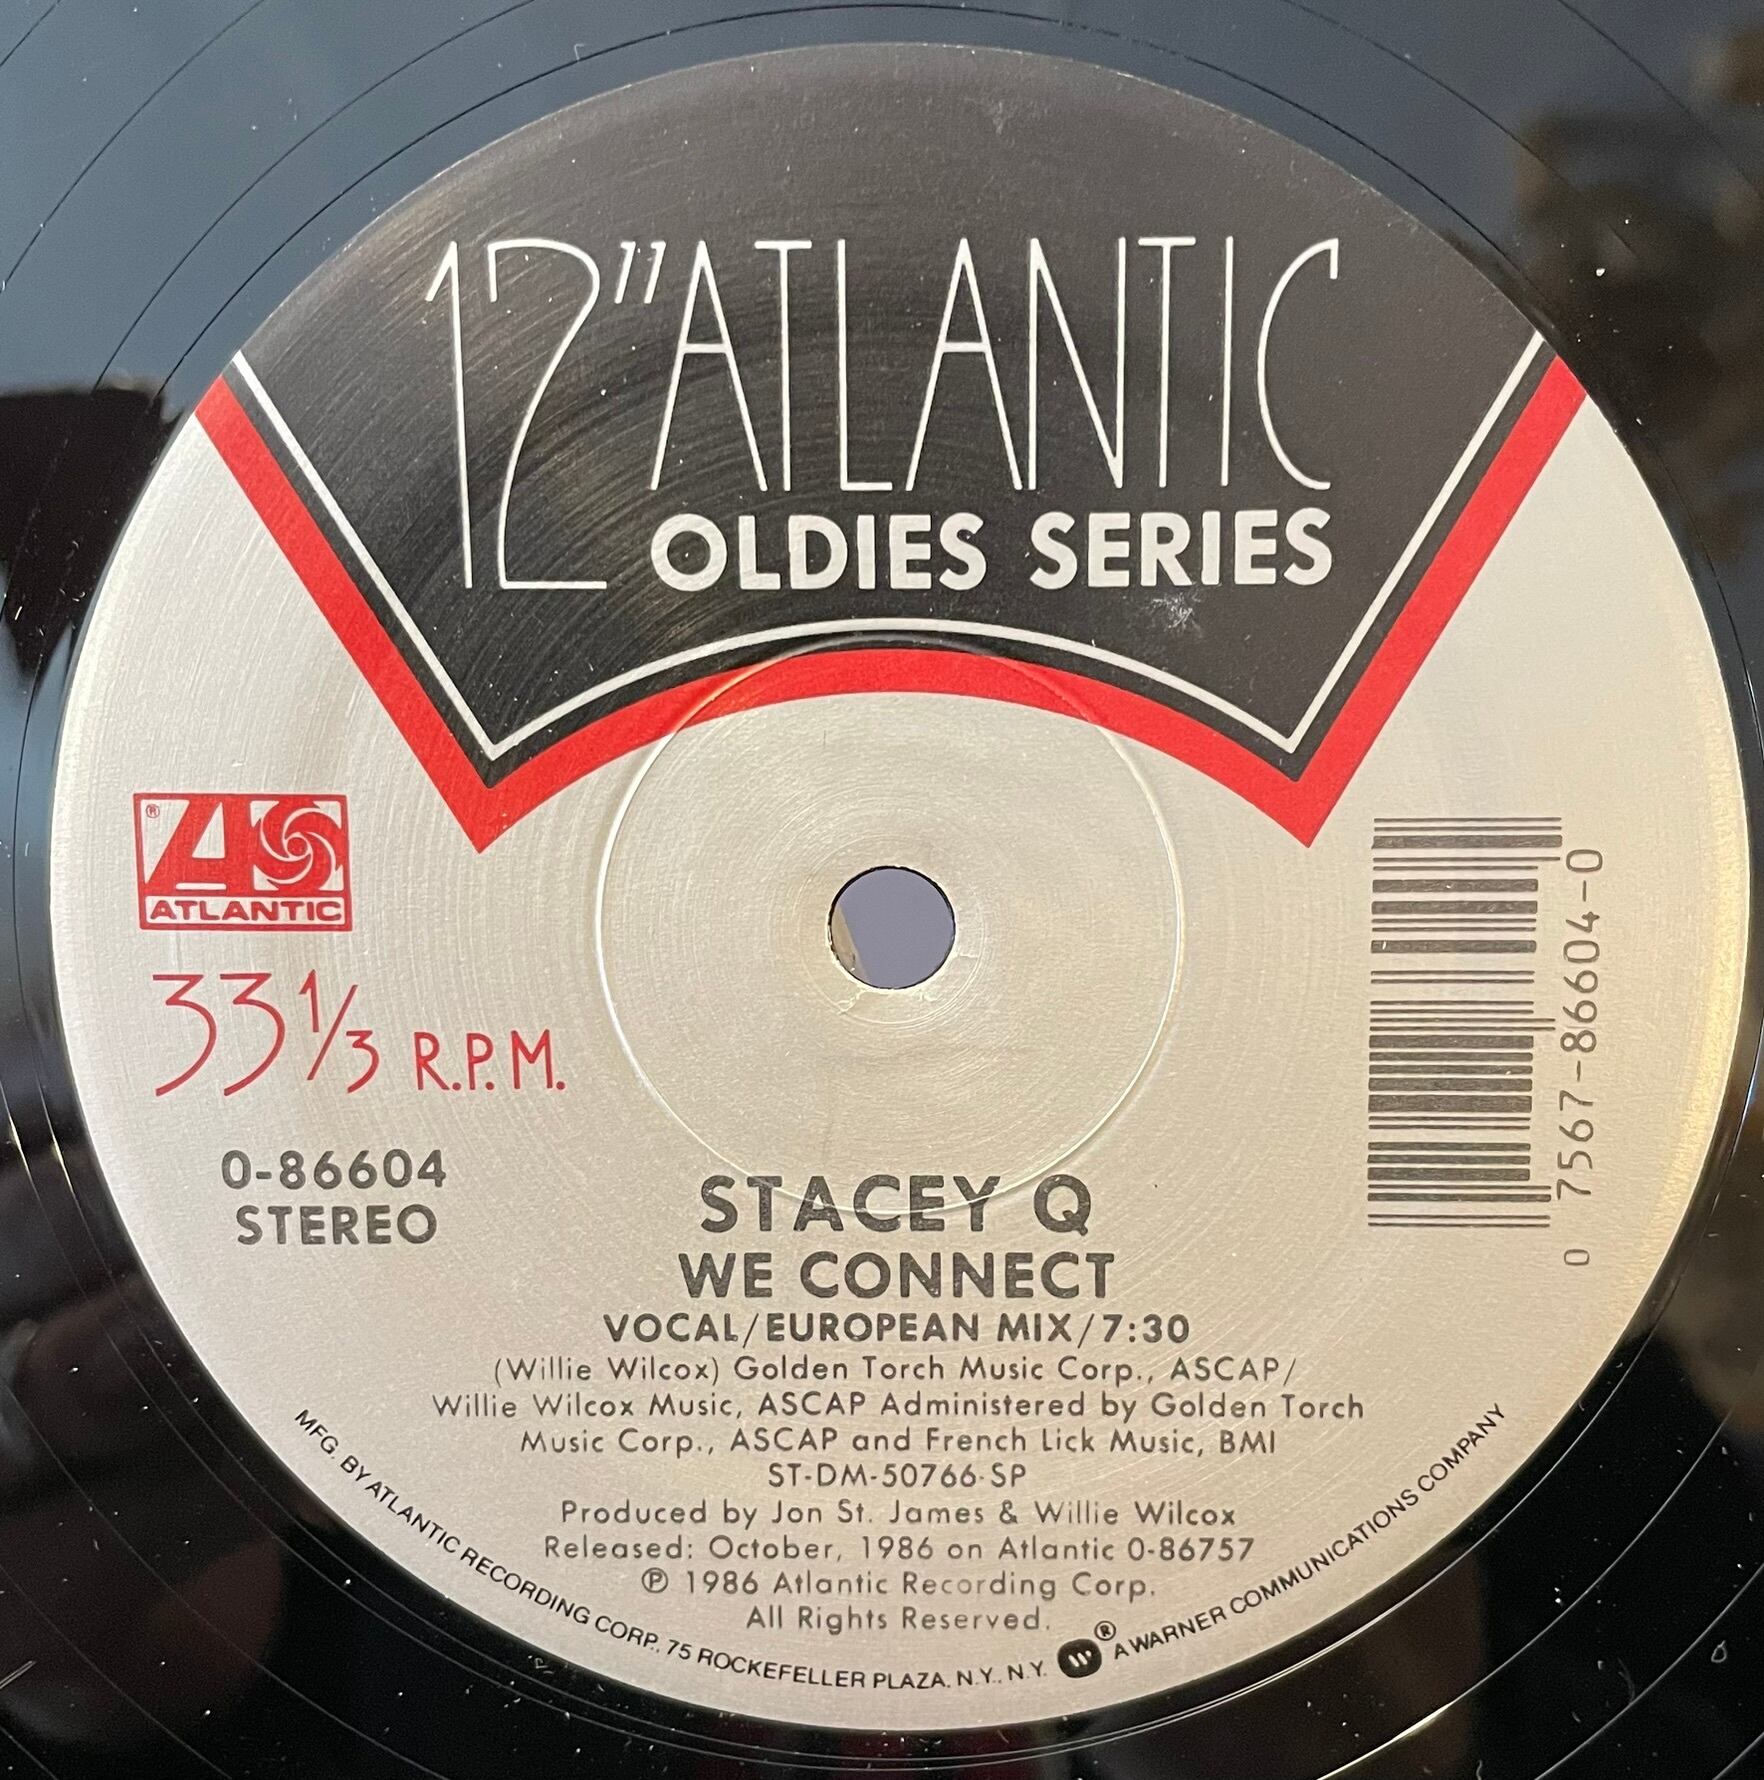 12" ATLANTIC
OLDIES SERIES
®
ATLANTIC
33 1/3 R.P.M.
0-86604
STEREO
0 7567-86604-0
STACEY Q
WE CONNECT
VOCAL/EUROPEAN MIX/7:30
(Willie Wilcox) Golden Torch Music Corp., ASCAP/
Willie Wilcox Music, ASCAP Administered by Golden Torch
Music Corp., ASCAP and French Lick Music, BMI
ST-DM-50766-SP
Produced by Jon St. James & Willie Wilcox
Released: October, 1986 on Atlantic 0-86757
℗ 1986 Atlantic Recording Corp.
All Rights Reserved.
MFG. BY ATLANTIC RECORDING CORP., 75 ROCKEFELLER PLAZA, N.Y., N.Y. ® A WARNER COMMUNICATIONS COMPANY